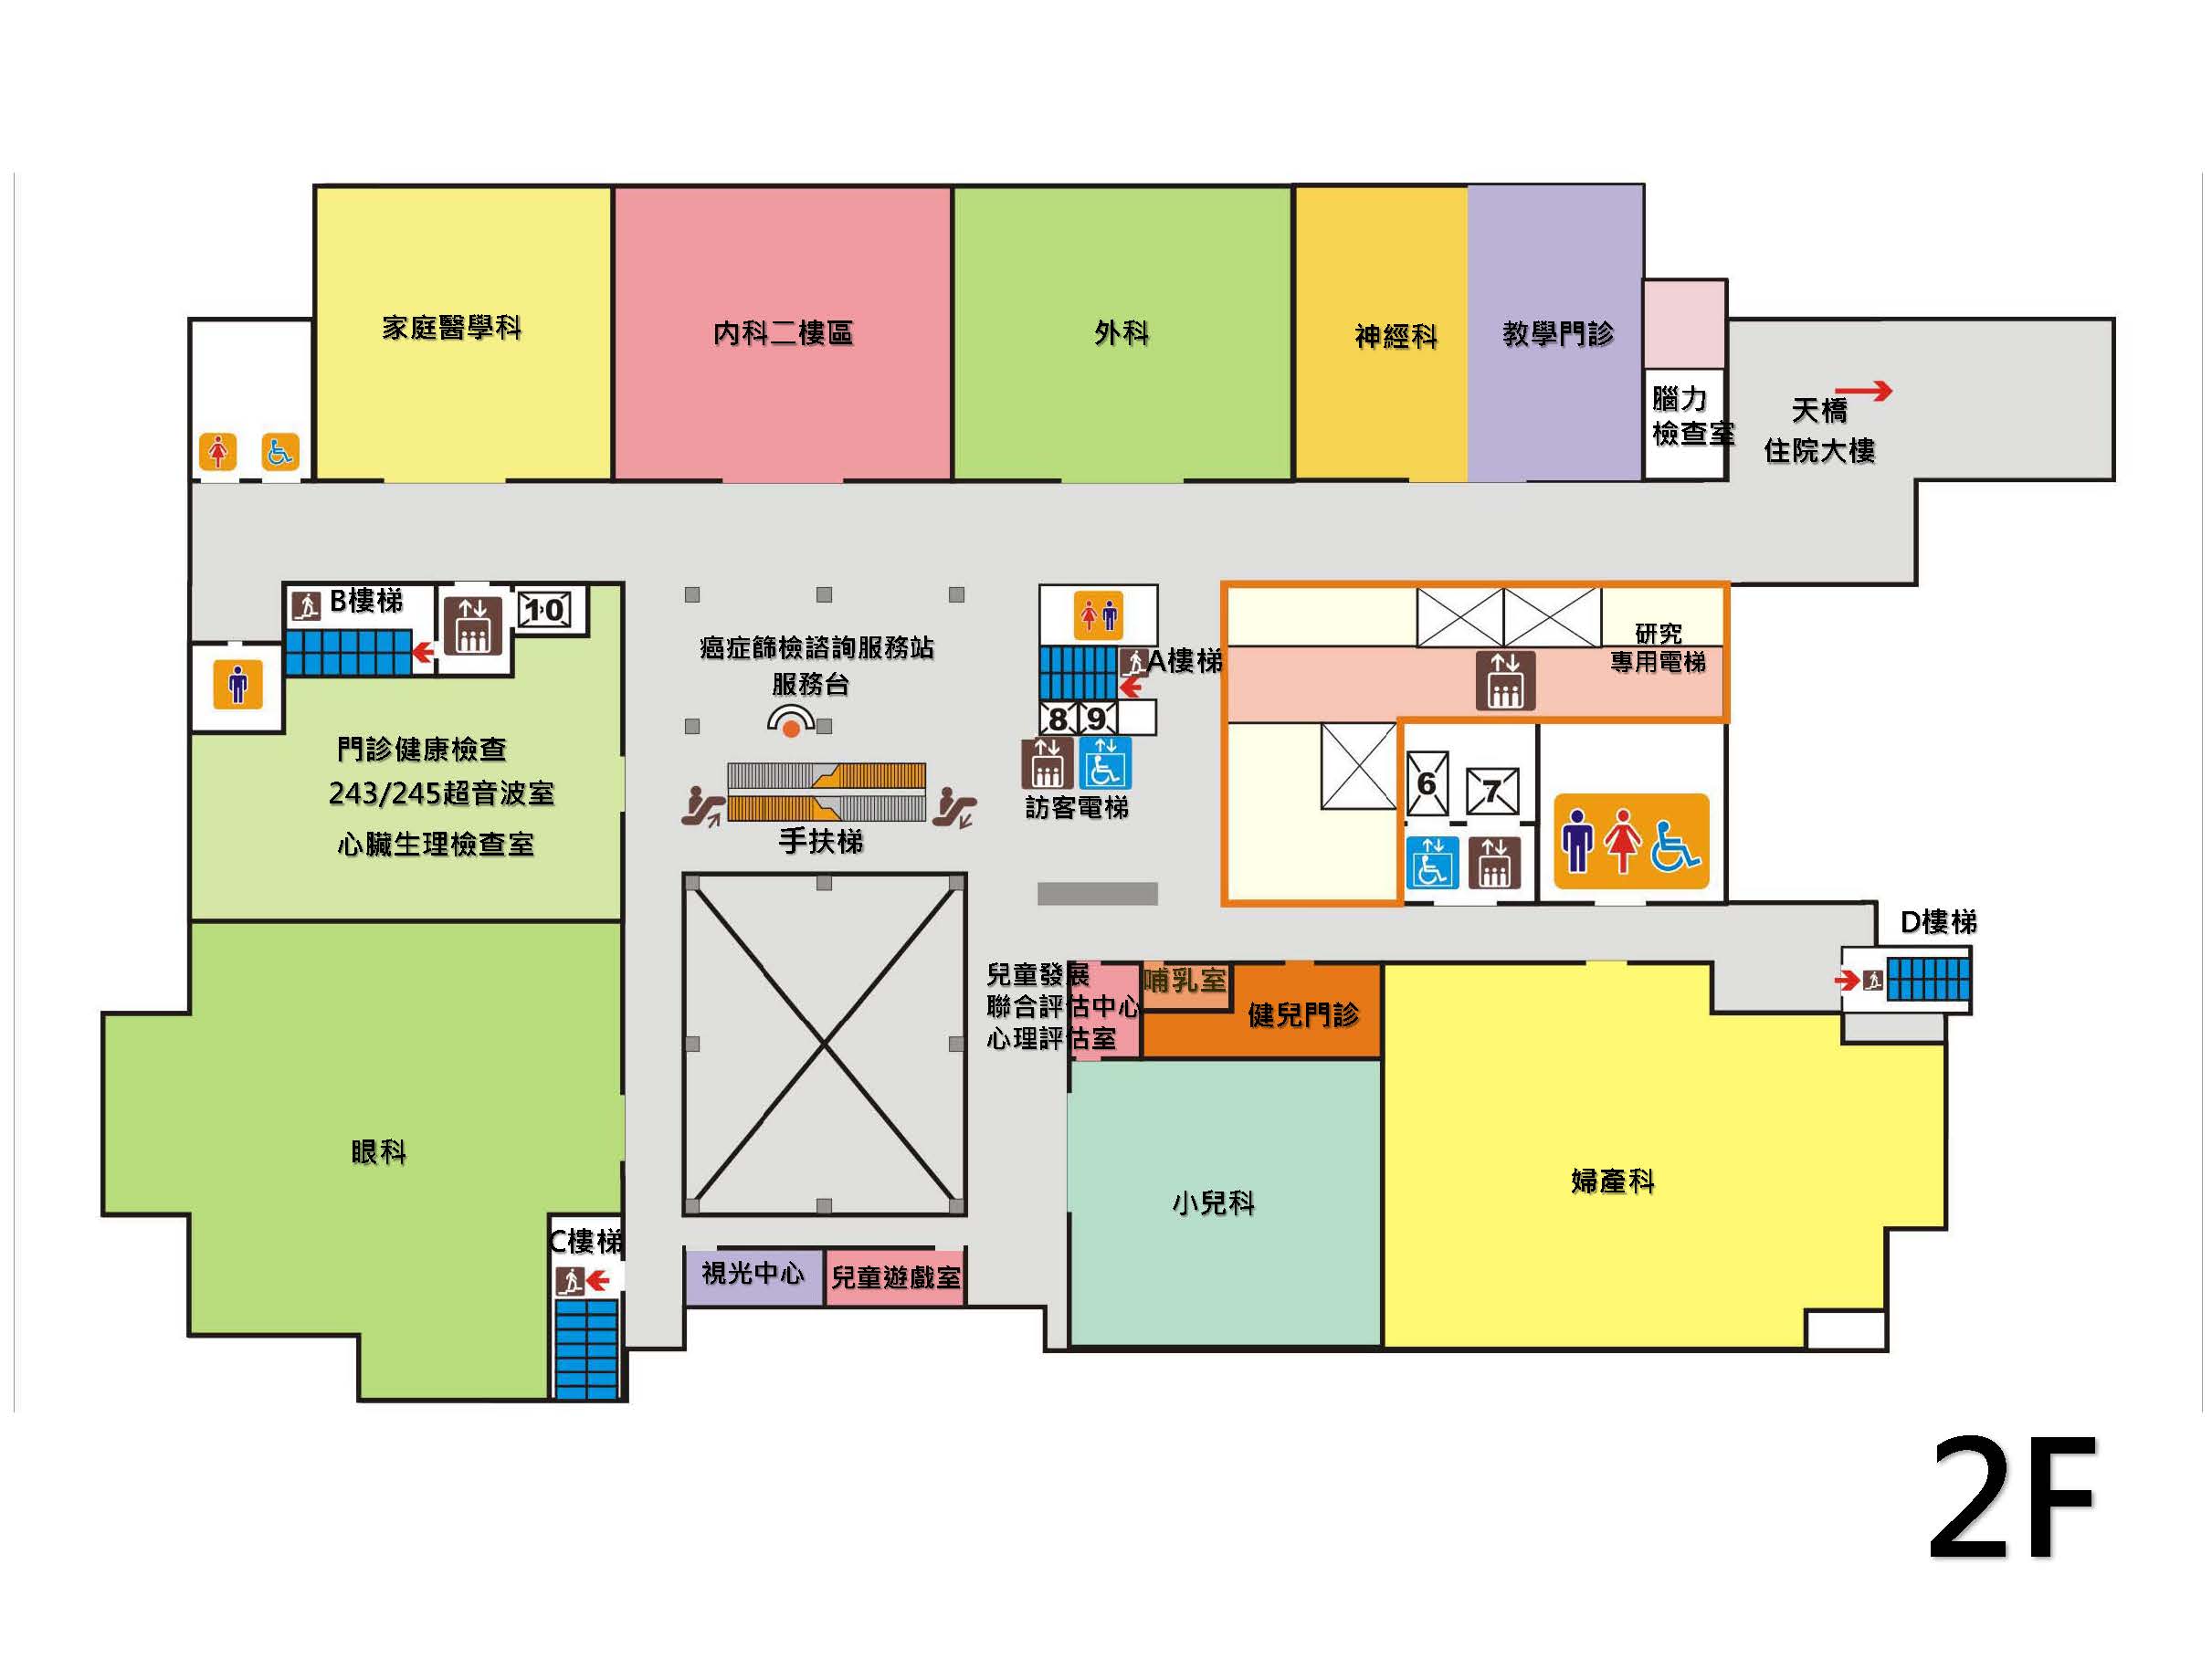 家庭醫學科
內科二樓區
外科
神經科
教學門診
腦力
檢查室
天橋
住院大樓
B樓梯
10
癌症篩檢諮詢服務站
服務台
A樓梯
8
9
訪客電梯
研究
專用電梯
6
7
門診健康檢查
243/245超音波室
心臟生理檢查室
手扶梯
D樓梯
兒童發展
聯合評估中心
心理評估室
哺乳室
健兒門診
眼科
小兒科
婦產科
C樓梯
視光中心
兒童遊戲室
2F